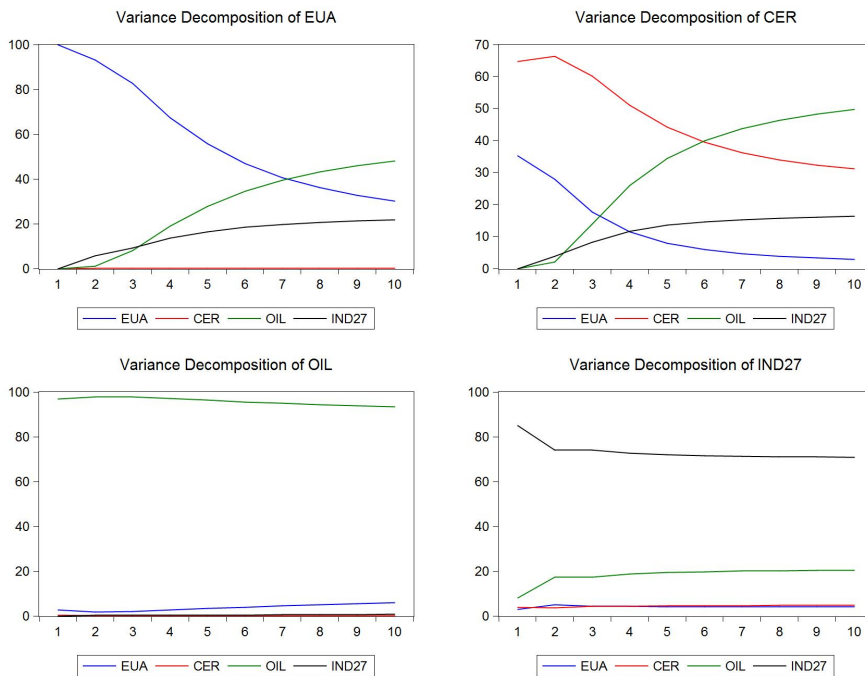 Variance Decomposition of EUA
100
80
60
40
20
0
1 2 3 4 5 6 7 8 9 10
EUA CER OIL IND27
Variance Decomposition of CER
70
60
50
40
30
20
10
0
1 2 3 4 5 6 7 8 9 10
EUA CER OIL IND27
Variance Decomposition of OIL
100
80
60
40
20
0
1 2 3 4 5 6 7 8 9 10
EUA CER OIL IND27
Variance Decomposition of IND27
100
80
60
40
20
0
1 2 3 4 5 6 7 8 9 10
EUA CER OIL IND27